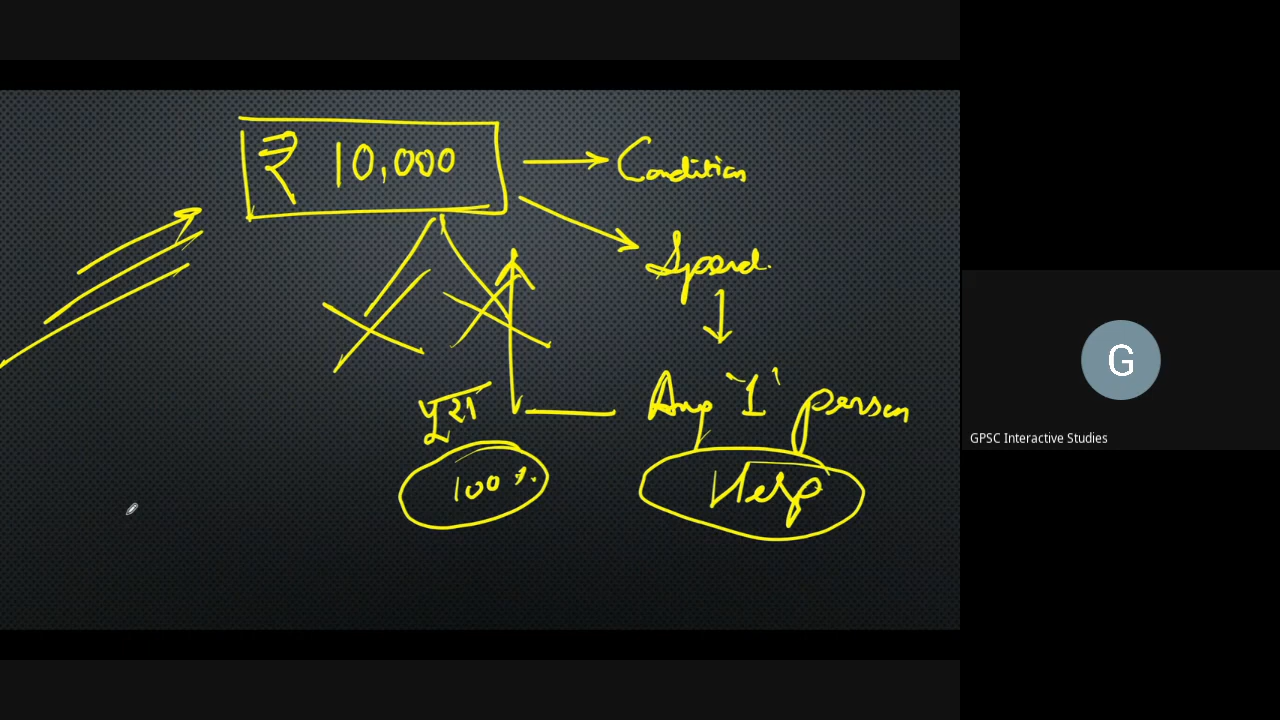 ₹ 10,000 → Condition
Spend.
Any '1' person
पूरा
100 %.
Help
G
GPSC Interactive Studies